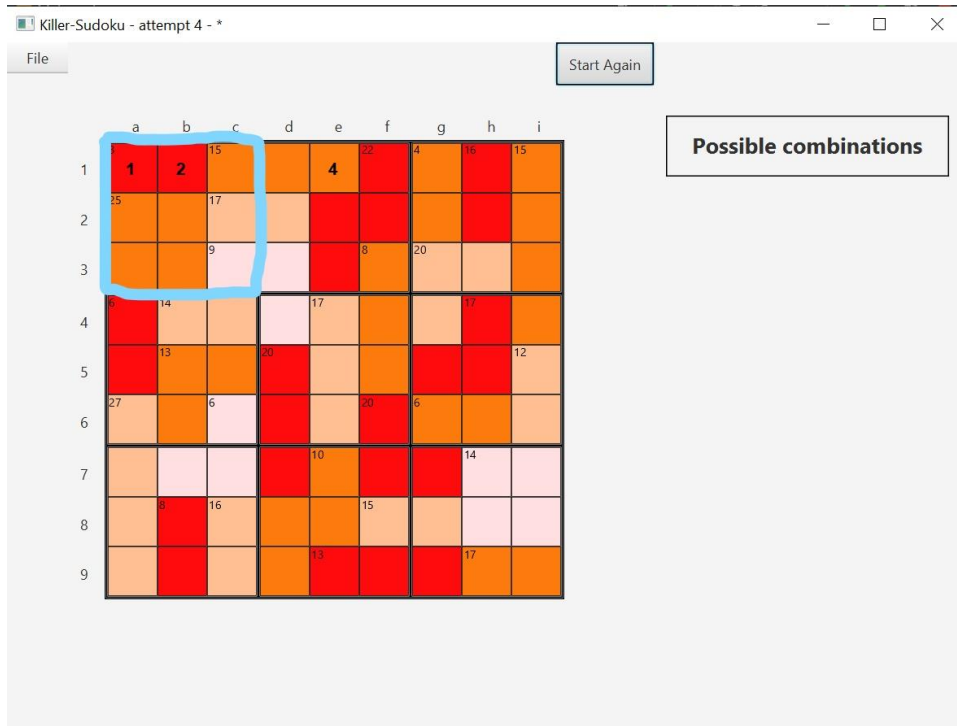 Killer-Sudoku - attempt 4 - *
File
Start Again
Possible combinations
a b c d e f g h i
1 3 1 2 15 4 22 4 16 15
2 25 17
3 9 8 20
4 6 14 17 17
5 13 20 12
6 27 6 20 6
7 10 14
8 8 16 15
9 13 17